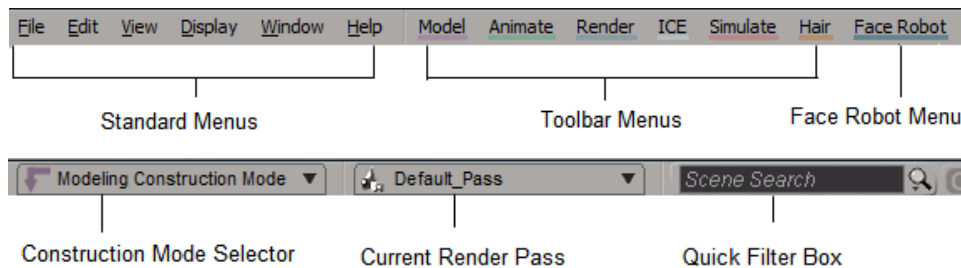 File Edit View Display Window Help Model Animate Render ICE Simulate Hair Face Robot
Standard Menus Toolbar Menus Face Robot Menu
Modeling Construction Mode Default_Pass Scene Search
Construction Mode Selector Current Render Pass Quick Filter Box